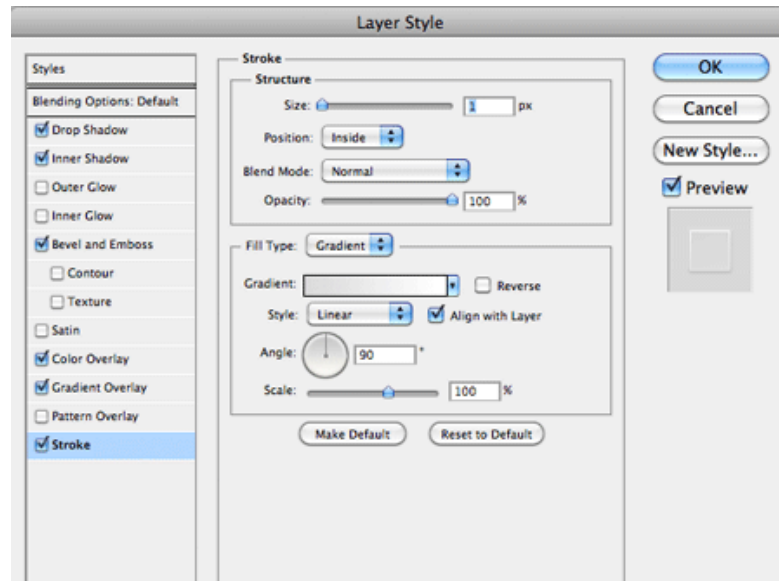 Layer Style
Styles
Blending Options: Default
Drop Shadow
Inner Shadow
Outer Glow
Inner Glow
Bevel and Emboss
Contour
Texture
Satin
Color Overlay
Gradient Overlay
Pattern Overlay
Stroke
Stroke
Structure
Size: 1 px
Position: Inside
Blend Mode: Normal
Opacity: 100 %
Fill Type: Gradient
Gradient: Reverse
Style: Linear Align with Layer
Angle: 90 °
Scale: 100 %
Make Default Reset to Default
OK
Cancel
New Style...
Preview